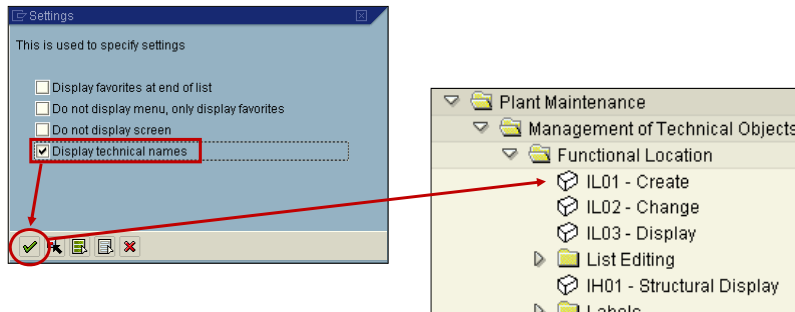 Settings
This is used to specify settings
Display favorites at end of list
Do not display menu, only display favorites
Do not display screen
Display technical names
Plant Maintenance
Management of Technical Objects
Functional Location
IL01 - Create
IL02 - Change
IL03 - Display
List Editing
IH01 - Structural Display
Labels